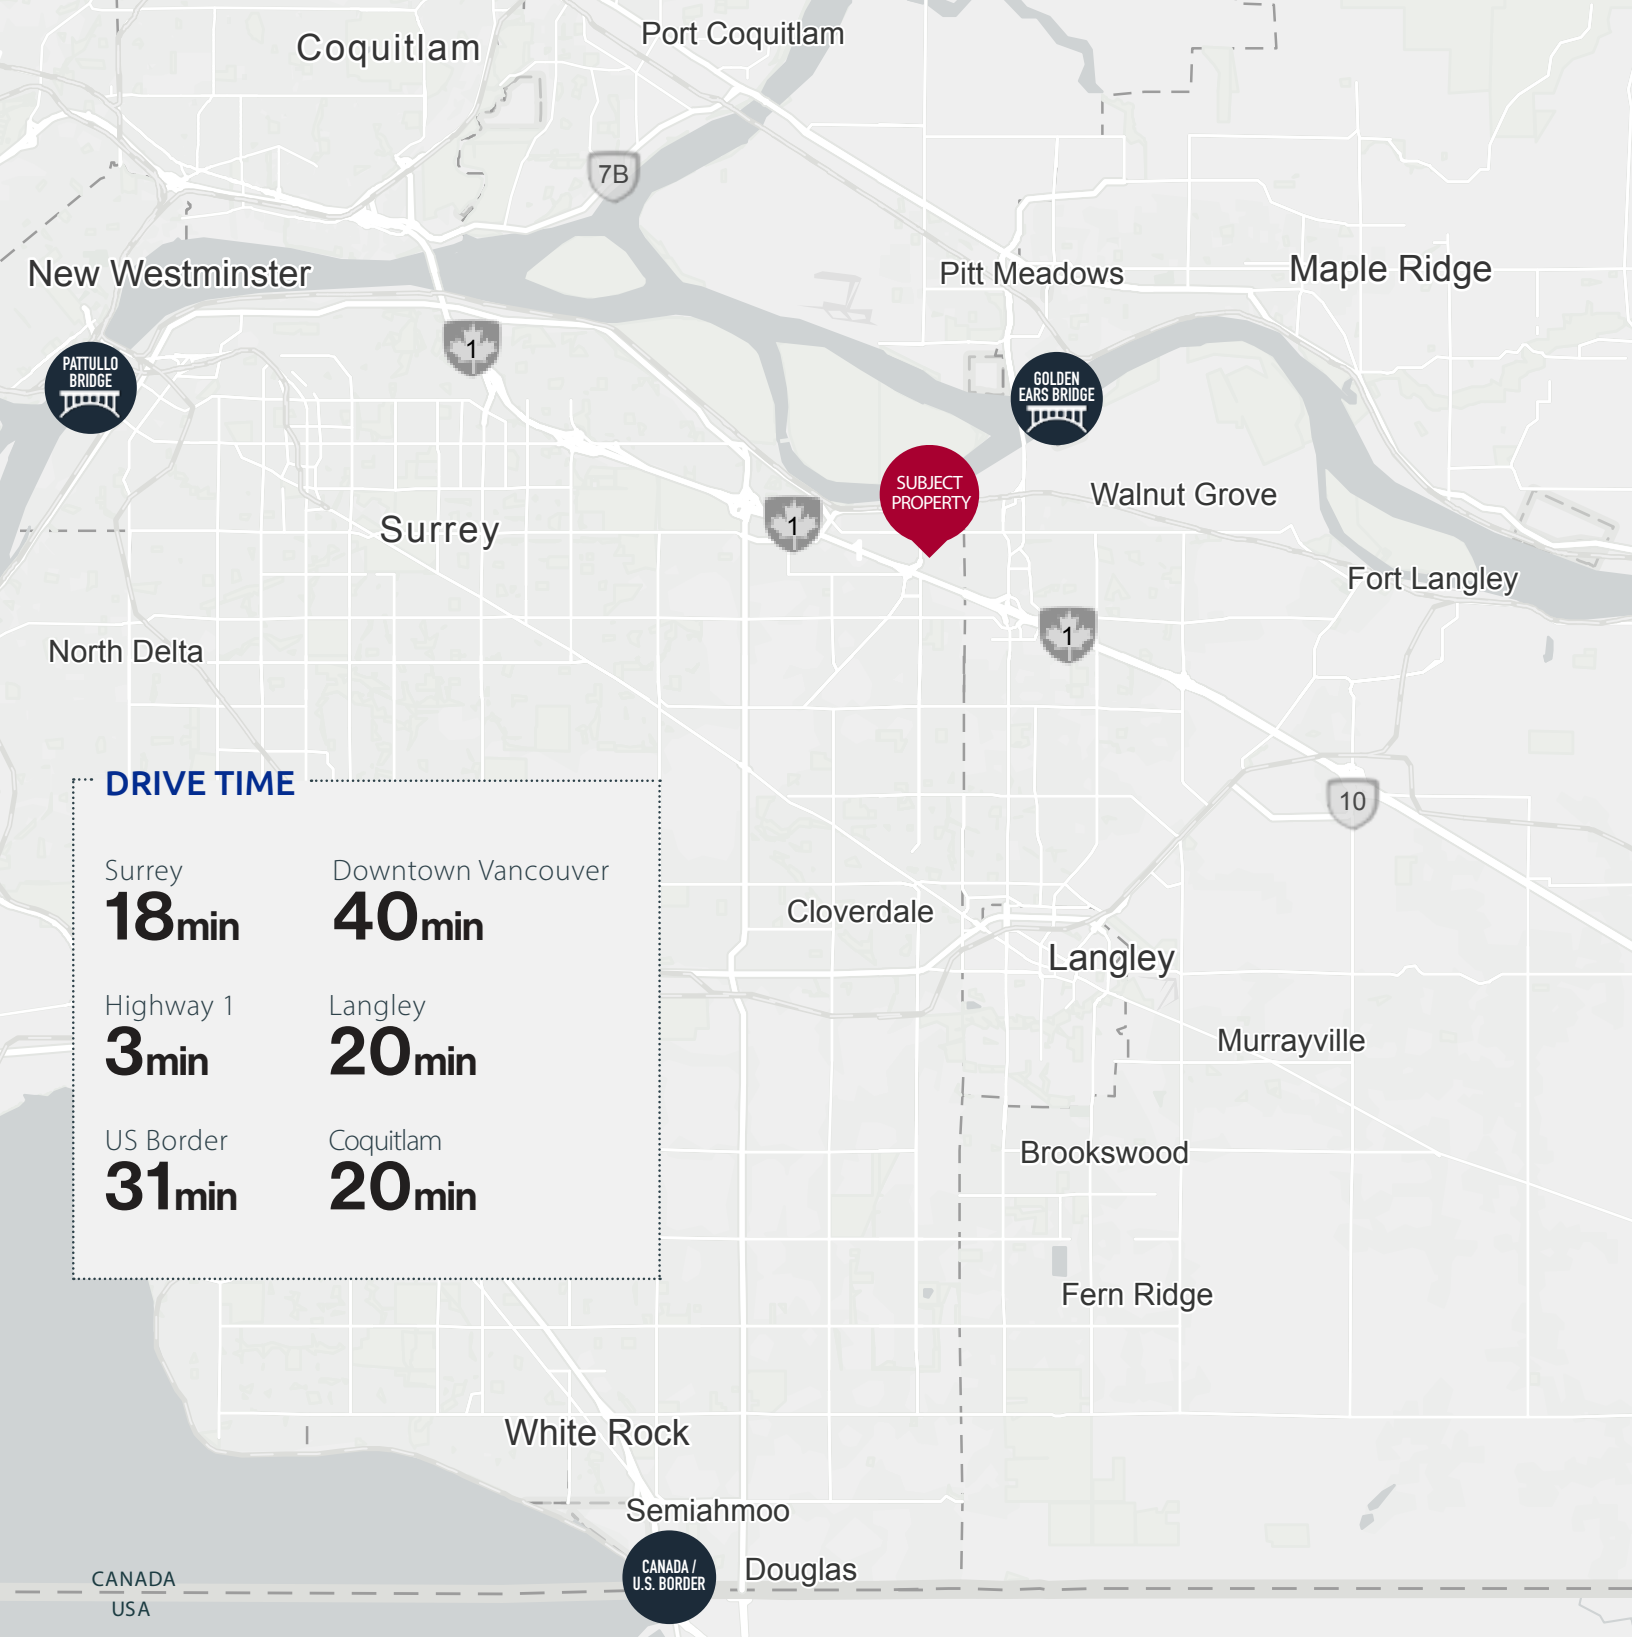 Coquitlam
Port Coquitlam
7B
New Westminster
Pitt Meadows
Maple Ridge
1
PATTULLO
BRIDGE
GOLDEN
EARS BRIDGE
SUBJECT
PROPERTY
Walnut Grove
Surrey
1
Fort Langley
North Delta
1
10
DRIVE TIME
Surrey
18min
Downtown Vancouver
40min
Highway 1
3min
Langley
20min
US Border
31min
Coquitlam
20min
Cloverdale
Langley
Murrayville
Brookswood
Fern Ridge
White Rock
Semiahmoo
CANADA /
U.S. BORDER
Douglas
CANADA
USA